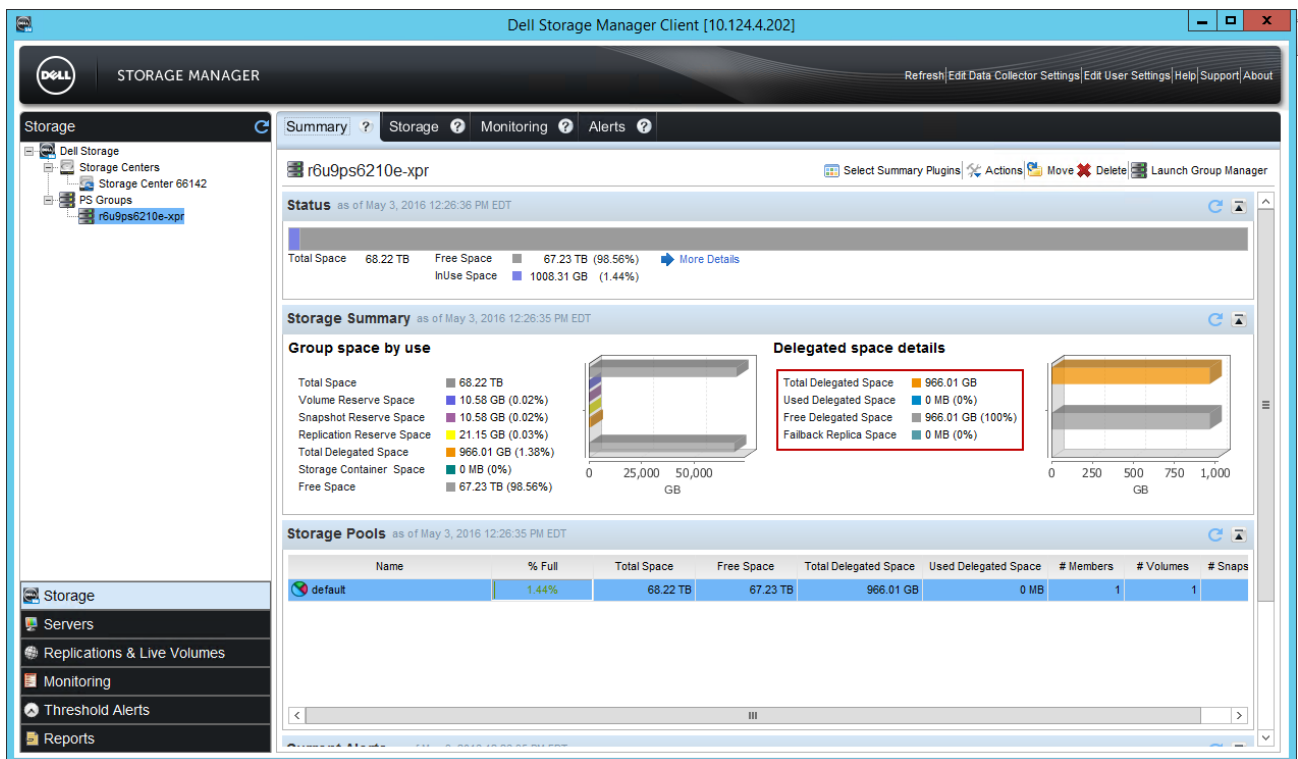 Dell Storage Manager Client [10.124.4.202]
DELL STORAGE MANAGER
Refresh|Edit Data Collector Settings|Edit User Settings|Help|Support|About
Storage
Dell Storage
Storage Centers
Storage Center 66142
PS Groups
r6u9ps6210e-xpr
Storage
Servers
Replications & Live Volumes
Monitoring
Threshold Alerts
Reports
Summary ? Storage ? Monitoring ? Alerts ?
r6u9ps6210e-xpr
Select Summary Plugins| Actions| Move Delete| Launch Group Manager
Status as of May 3, 2016 12:26:36 PM EDT
Total Space 68.22 TB Free Space 67.23 TB (98.56%) More Details
InUse Space 1008.31 GB (1.44%)
Storage Summary as of May 3, 2016 12:26:35 PM EDT
Group space by use
Total Space 68.22 TB
Volume Reserve Space 10.58 GB (0.02%)
Snapshot Reserve Space 10.58 GB (0.02%)
Replication Reserve Space 21.15 GB (0.03%)
Total Delegated Space 966.01 GB (1.38%)
Storage Container Space 0 MB (0%)
Free Space 67.23 TB (98.56%)
0 25,000 50,000
GB
Delegated space details
Total Delegated Space 966.01 GB
Used Delegated Space 0 MB (0%)
Free Delegated Space 966.01 GB (100%)
Failback Replica Space 0 MB (0%)
0 250 500 750 1,000
GB
Storage Pools as of May 3, 2016 12:26:35 PM EDT
Name % Full Total Space Free Space Total Delegated Space Used Delegated Space # Members # Volumes # Snaps
default 1.44% 68.22 TB 67.23 TB 966.01 GB 0 MB 1 1